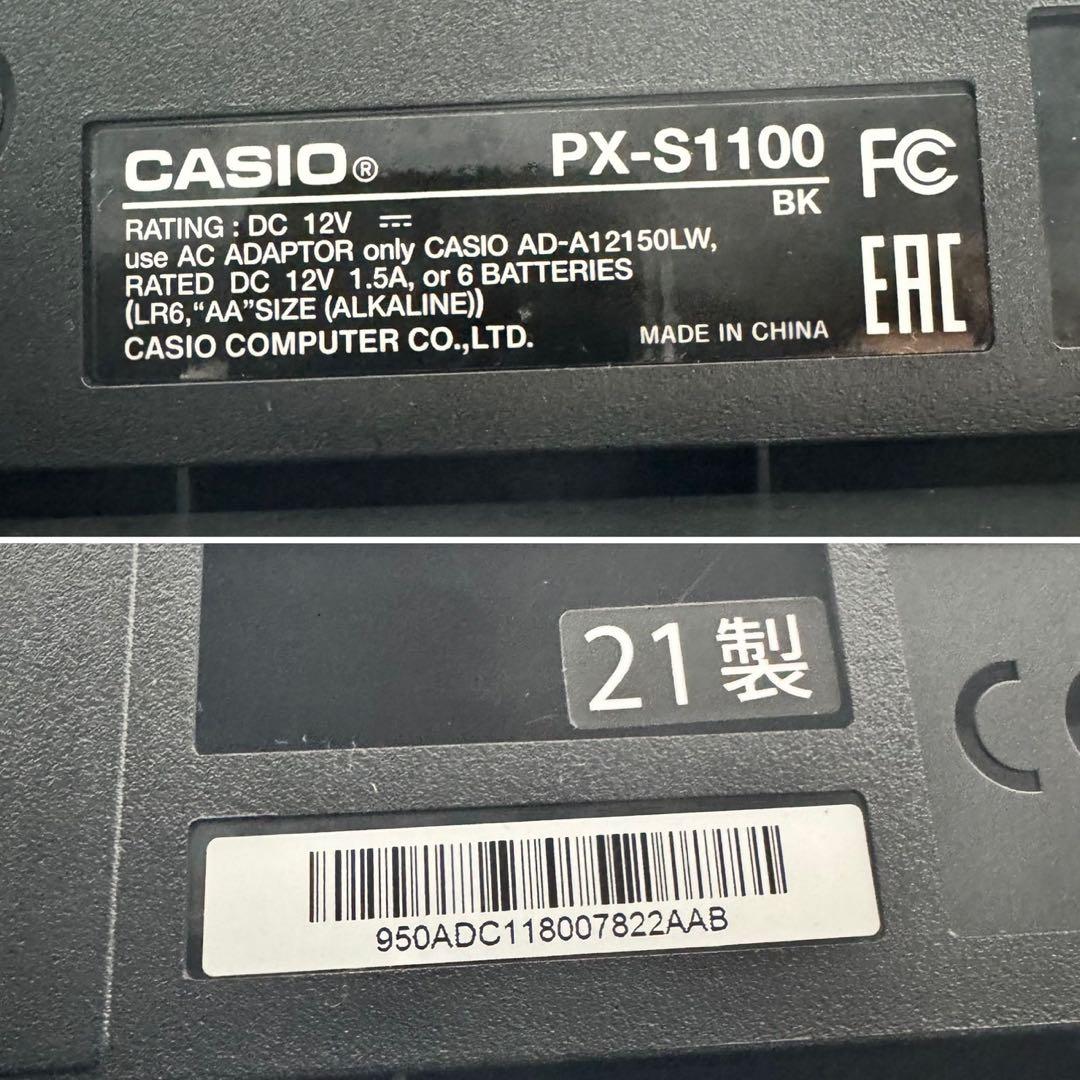 CASIO® PX-S1100 FC
BK
RATING : DC 12V ⎓
use AC ADAPTOR only CASIO AD-A12150LW,
RATED DC 12V 1.5A, or 6 BATTERIES
(LR6,“AA”SIZE (ALKALINE))
CASIO COMPUTER CO.,LTD. MADE IN CHINA
EAC
21製
950ADC118007822AAB